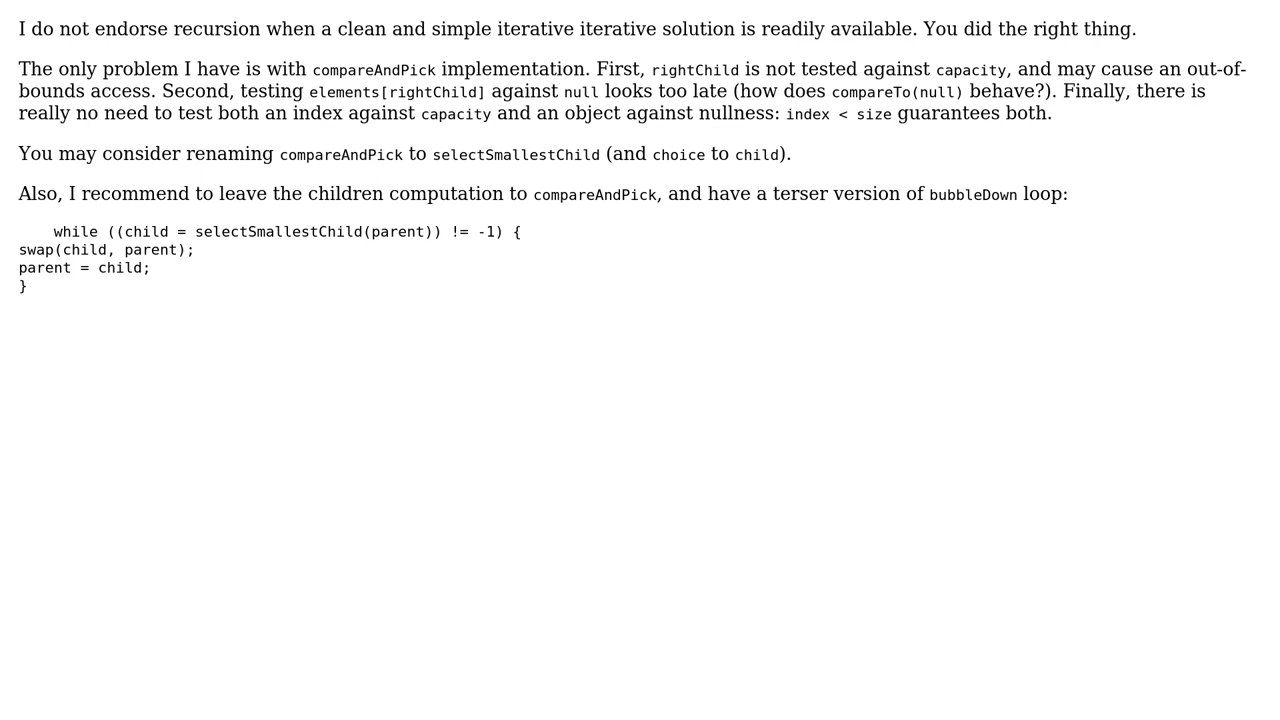 I do not endorse recursion when a clean and simple iterative iterative solution is readily available. You did the right thing.
The only problem I have is with compareAndPick implementation. First, rightChild is not tested against capacity, and may cause an out-of-
bounds access. Second, testing elements[rightChild] against null looks too late (how does compareTo(null) behave?). Finally, there is
really no need to test both an index against capacity and an object against nullness: index < size guarantees both.
You may consider renaming compareAndPick to selectSmallestChild (and choice to child).
Also, I recommend to leave the children computation to compareAndPick, and have a terser version of bubbleDown loop:
    while ((child = selectSmallestChild(parent)) != -1) {
swap(child, parent);
parent = child;
}